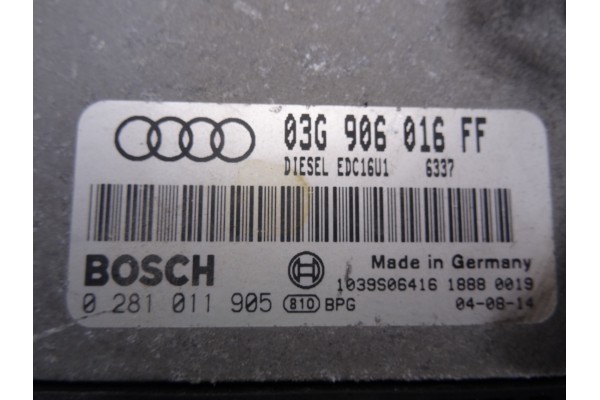 03G 906 016 FF
DIESEL EDC16U1 6337
BOSCH
Made in Germany
1039S06416 1888 0019
0 281 011 905 810 BPG 04-08-14